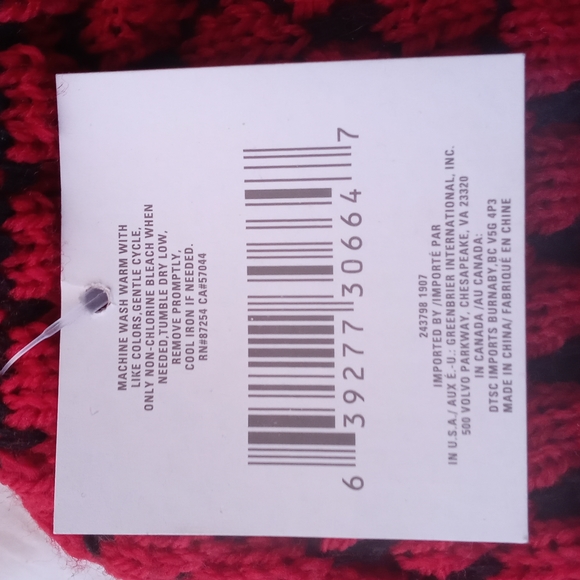 MACHINE WASH WARM WITH
LIKE COLORS,GENTLE CYCLE,
ONLY NON-CHLORINE BLEACH WHEN
NEEDED,TUMBLE DRY LOW,
REMOVE PROMPTLY,
COOL IRON IF NEEDED.
RN#87254 CA#57044
6 39277 30664 7
243798 1907
IMPORTED BY/IMPORTÉ PAR
IN U.S.A./ AUX É.-U.: GREENBRIER INTERNATIONAL, INC.
500 VOLVO PARKWAY, CHESAPEAKE, VA 23320
IN CANADA /AU CANADA:
DTSC IMPORTS BURNABY,BC V5G 4P3
MADE IN CHINA/ FABRIQUÉ EN CHINE